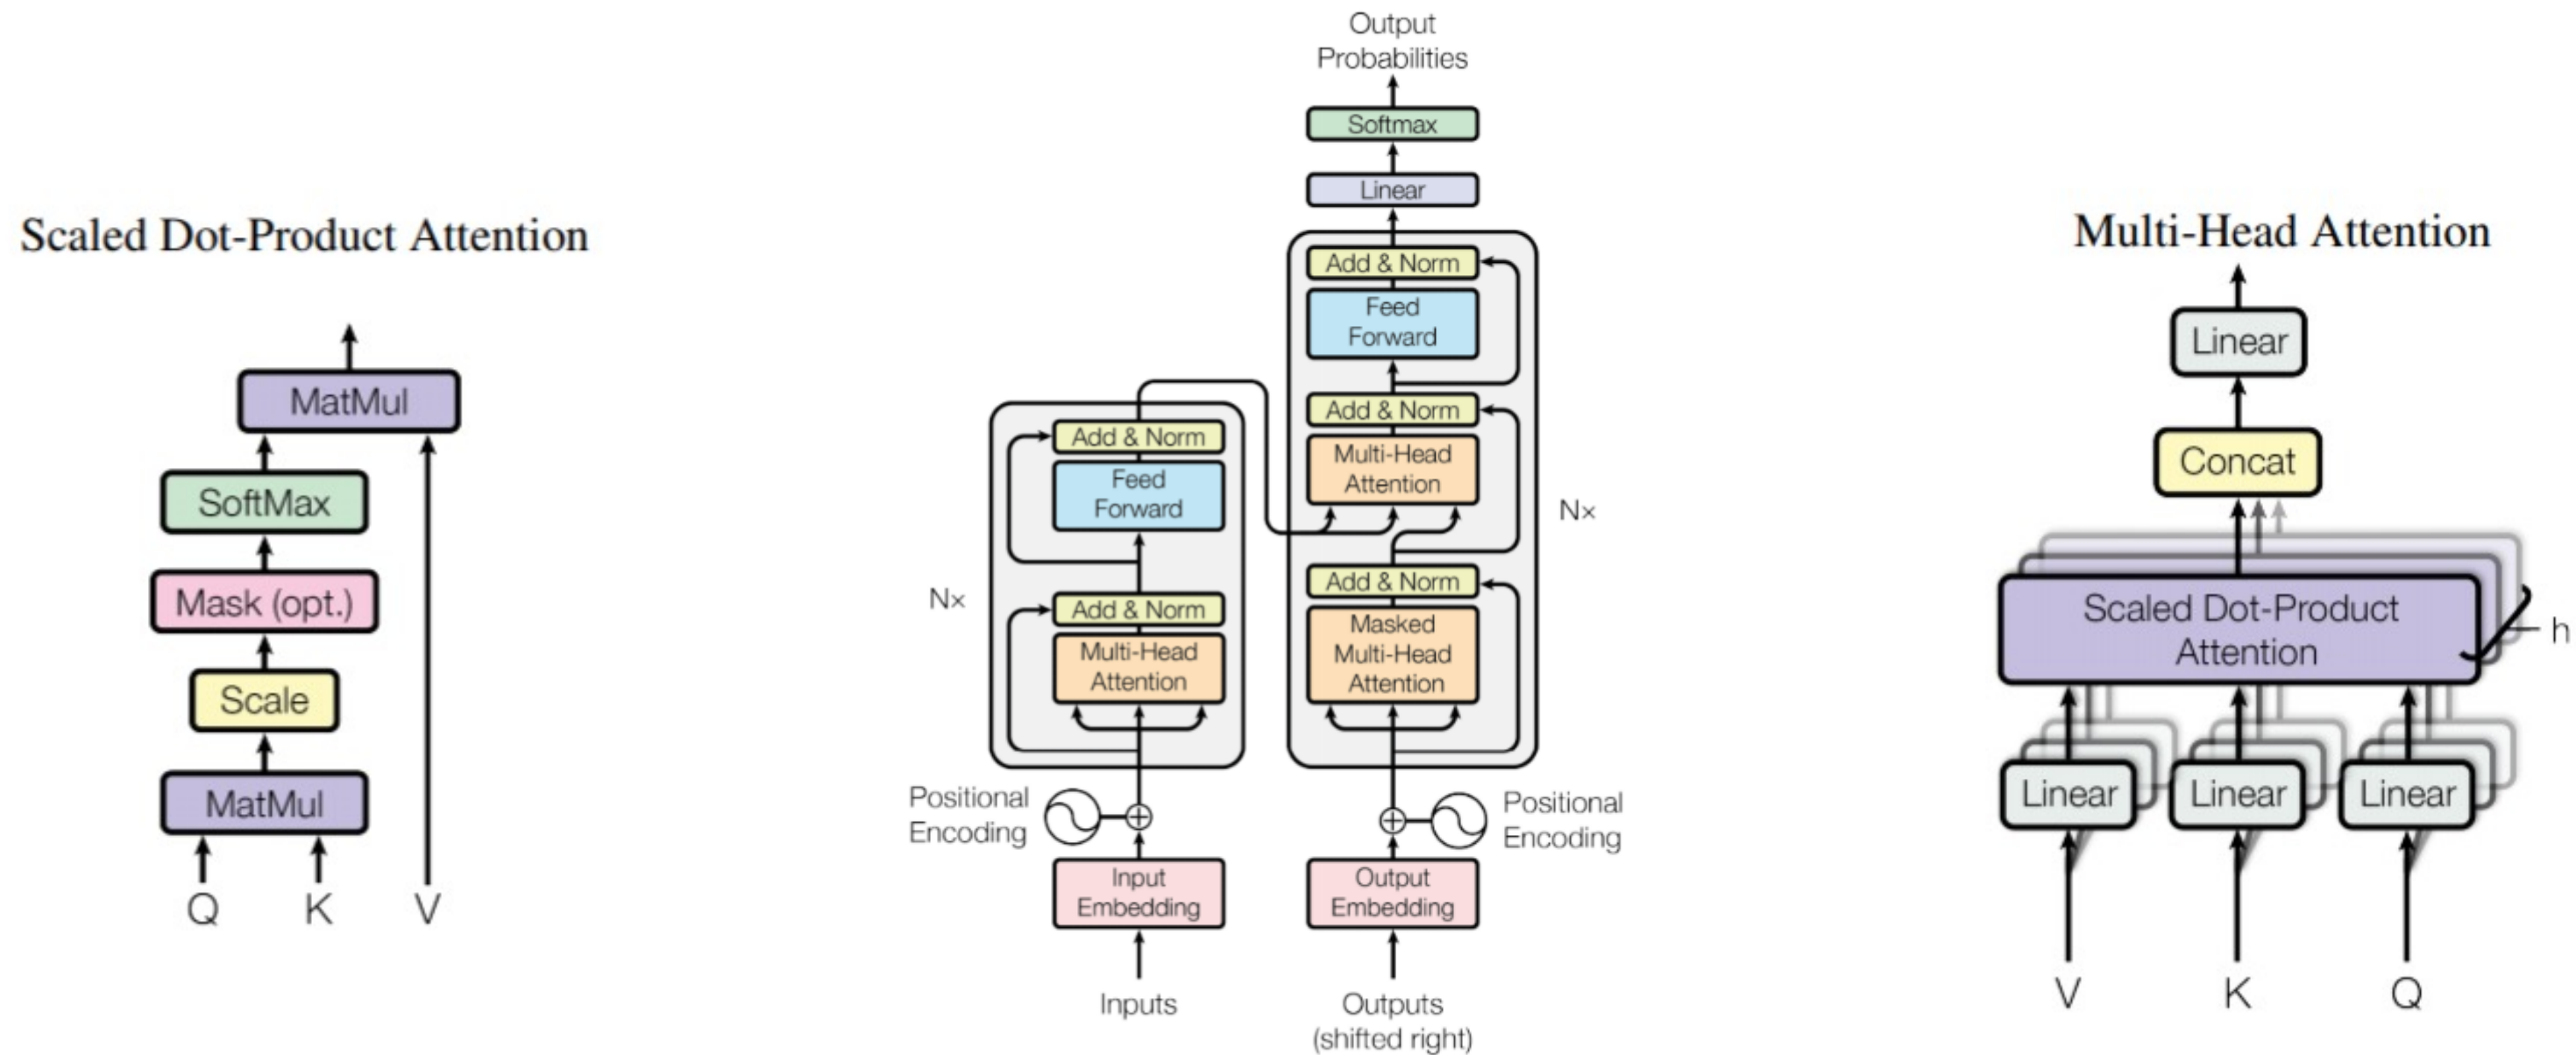 Scaled Dot-Product Attention
MatMul
SoftMax
Mask (opt.)
Scale
MatMul
Q K V
Output
Probabilities
Softmax
Linear
Add & Norm
Feed
Forward
Add & Norm
Multi-Head
Attention
Add & Norm
Masked
Multi-Head
Attention
Nx
Add & Norm
Feed
Forward
Add & Norm
Multi-Head
Attention
Nx
Positional
Encoding
Positional
Encoding
Input
Embedding
Output
Embedding
Inputs
Outputs
(shifted right)
Multi-Head Attention
Linear
Concat
Scaled Dot-Product
Attention
h
Linear Linear Linear
V K Q